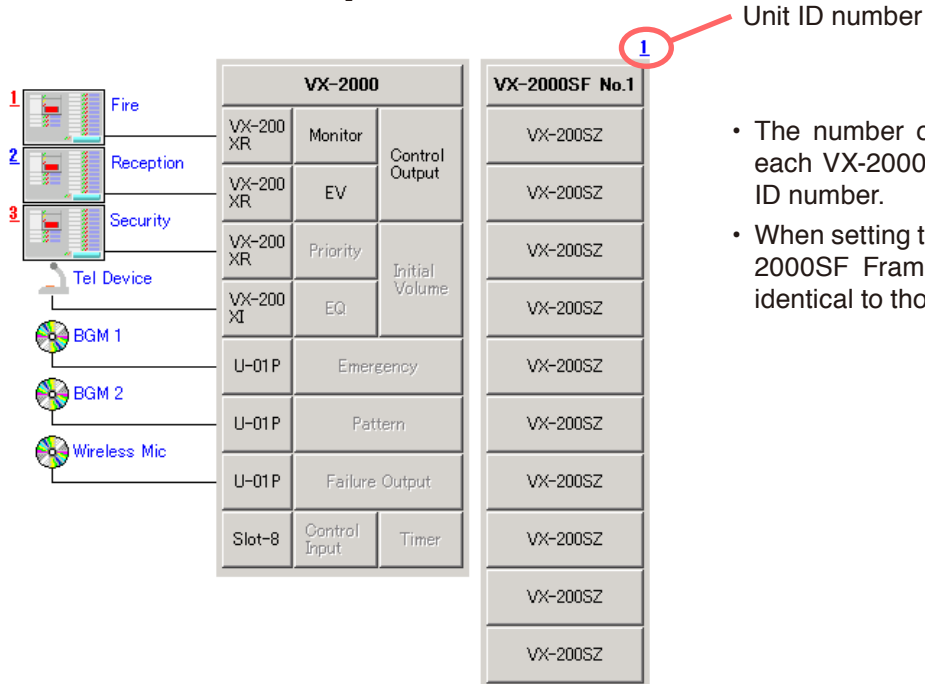 Unit ID number
1
VX-2000
VX-2000SF No.1
1
Fire
VX-200
XR
Monitor
Control
Output
VX-200SZ
2
Reception
VX-200
XR
EV
VX-200SZ
3
Security
VX-200
XR
Priority
Initial
Volume
VX-200SZ
Tel Device
VX-200
XI
EQ
VX-200SZ
BGM 1
U-01P
Emergency
VX-200SZ
BGM 2
U-01P
Pattern
VX-200SZ
Wireless Mic
U-01P
Failure Output
VX-200SZ
Slot-8
Control
Input
Timer
VX-200SZ
VX-200SZ
VX-200SZ
• The number
each VX-2000
ID number.
• When setting
2000SF
identical to